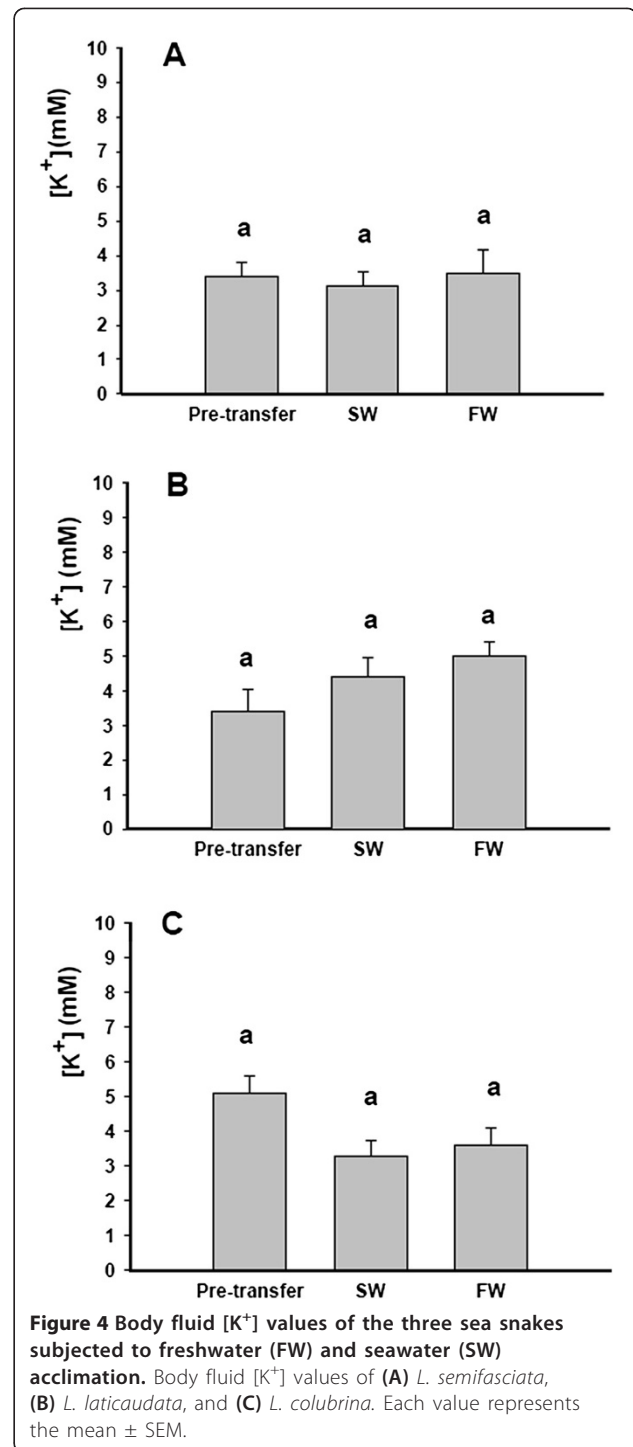 A
[K+] (mM)
10
9
8
7
6
5
4
3
2
1
0
a a a
Pre-transfer SW FW
B
[K+] (mM)
10
9
8
7
6
5
4
3
2
1
0
a a a
Pre-transfer SW FW
C
[K+] (mM)
10
9
8
7
6
5
4
3
2
1
0
a a a
Pre-transfer SW FW
Figure 4 Body fluid [K+] values of the three sea snakes
subjected to freshwater (FW) and seawater (SW)
acclimation. Body fluid [K+] values of (A) L. semifasciata,
(B) L. laticaudata, and (C) L. colubrina. Each value represents
the mean ± SEM.